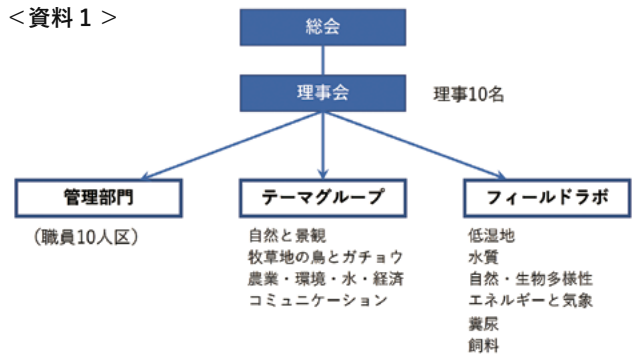 ＜資料1＞
総会
理事会
理事10名
管理部門
（職員10人区）
テーマグループ
自然と景観
牧草地の鳥とガチョウ
農業・環境・水・経済
コミュニケーション
フィールドラボ
低湿地
水質
自然・生物多様性
エネルギーと気象
糞尿
飼料